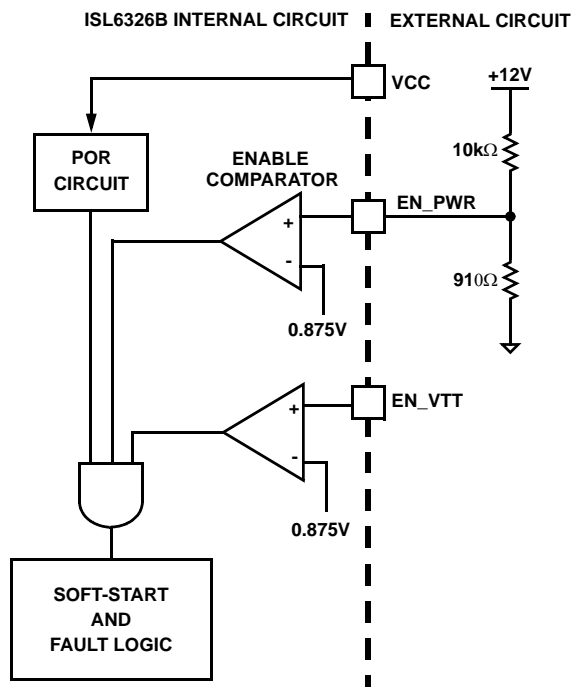 ISL6326B INTERNAL CIRCUIT
EXTERNAL CIRCUIT
VCC
+12V
POR
CIRCUIT
ENABLE
COMPARATOR
10kΩ
EN_PWR
+
-
910Ω
0.875V
EN_VTT
+
-
0.875V
SOFT-START
AND
FAULT LOGIC